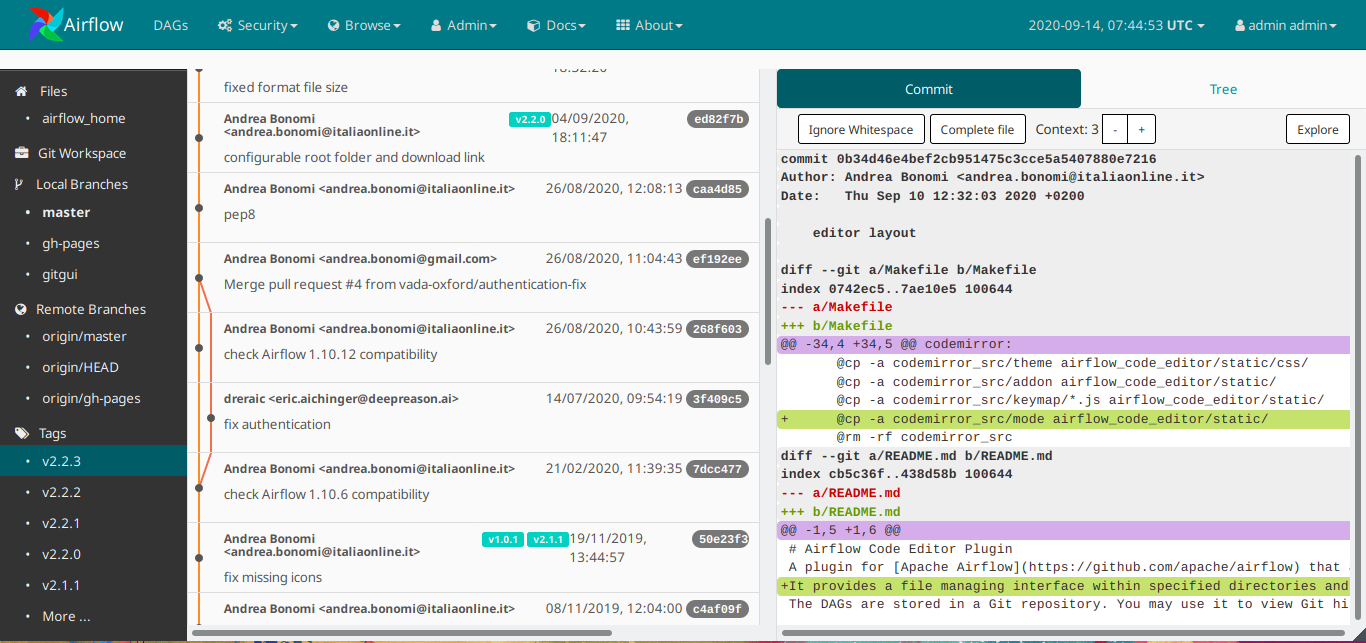 Airflow DAGs Security Browse Admin Docs About 2020-09-14, 07:44:53 UTC admin admin
Files
airflow_home
Git Workspace
Local Branches
master
gh-pages
gitgui
Remote Branches
origin/master
origin/HEAD
origin/gh-pages
Tags
v2.2.3
v2.2.2
v2.2.1
v2.2.0
v2.1.1
More ...
fixed format file size
Andrea Bonomi
<andrea.bonomi@italiaonline.it>
v2.2.0 04/09/2020,
18:11:47
ed82f7b
configurable root folder and download link
Andrea Bonomi <andrea.bonomi@italiaonline.it> 26/08/2020, 12:08:13 caa4d85
pep8
Andrea Bonomi <andrea.bonomi@gmail.com> 26/08/2020, 11:04:43 ef192ee
Merge pull request #4 from vada-oxford/authentication-fix
Andrea Bonomi <andrea.bonomi@italiaonline.it> 26/08/2020, 10:43:59 268f603
check Airflow 1.10.12 compatibility
dreraic <eric.aichinger@deepreason.ai> 14/07/2020, 09:54:19 3f409c5
fix authentication
Andrea Bonomi <andrea.bonomi@italiaonline.it> 21/02/2020, 11:39:35 7dcc477
check Airflow 1.10.6 compatibility
Andrea Bonomi
<andrea.bonomi@italiaonline.it>
v1.0.1 v2.1.1 19/11/2019,
13:44:57
50e23f3
fix missing icons
Andrea Bonomi <andrea.bonomi@italiaonline.it> 08/11/2019, 12:04:00 c4af09f
Commit Tree
Ignore Whitespace Complete file Context: 3 - + Explore
commit 0b34d46e4bef2cb951475c3cce5a5407880e7216
Author: Andrea Bonomi <andrea.bonomi@italiaonline.it>
Date:   Thu Sep 10 12:32:03 2020 +0200
editor layout
diff --git a/Makefile b/Makefile
index 0742ec5..7ae10e5 100644
--- a/Makefile
+++ b/Makefile
@@ -34,4 +34,5 @@ codemirror:
@cp -a codemirror_src/theme airflow_code_editor/static/css/
@cp -a codemirror_src/addon airflow_code_editor/static/
@cp -a codemirror_src/keymap/*.js airflow_code_editor/static/
+ @cp -a codemirror_src/mode airflow_code_editor/static/
@rm -rf codemirror_src
diff --git a/README.md b/README.md
index cb5c36f..438d58b 100644
--- a/README.md
+++ b/README.md
@@ -1,5 +1,6 @@
# Airflow Code Editor Plugin
A plugin for [Apache Airflow](https://github.com/apache/airflow) that
+It provides a file managing interface within specified directories and
The DAGs are stored in a Git repository. You may use it to view Git hi